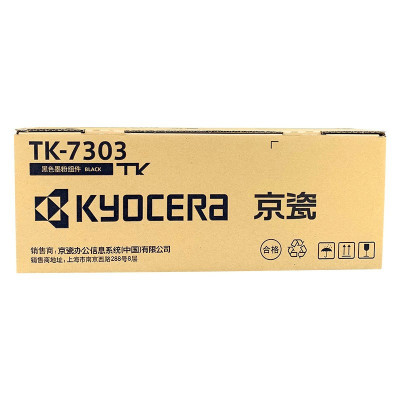 TK-7303
黑色墨粉组件 BLACK TK
KYOCERA 京瓷
销售商：京瓷办公信息系统(中国)有限公司
销售商地址：上海市南京西路288号8层
合格